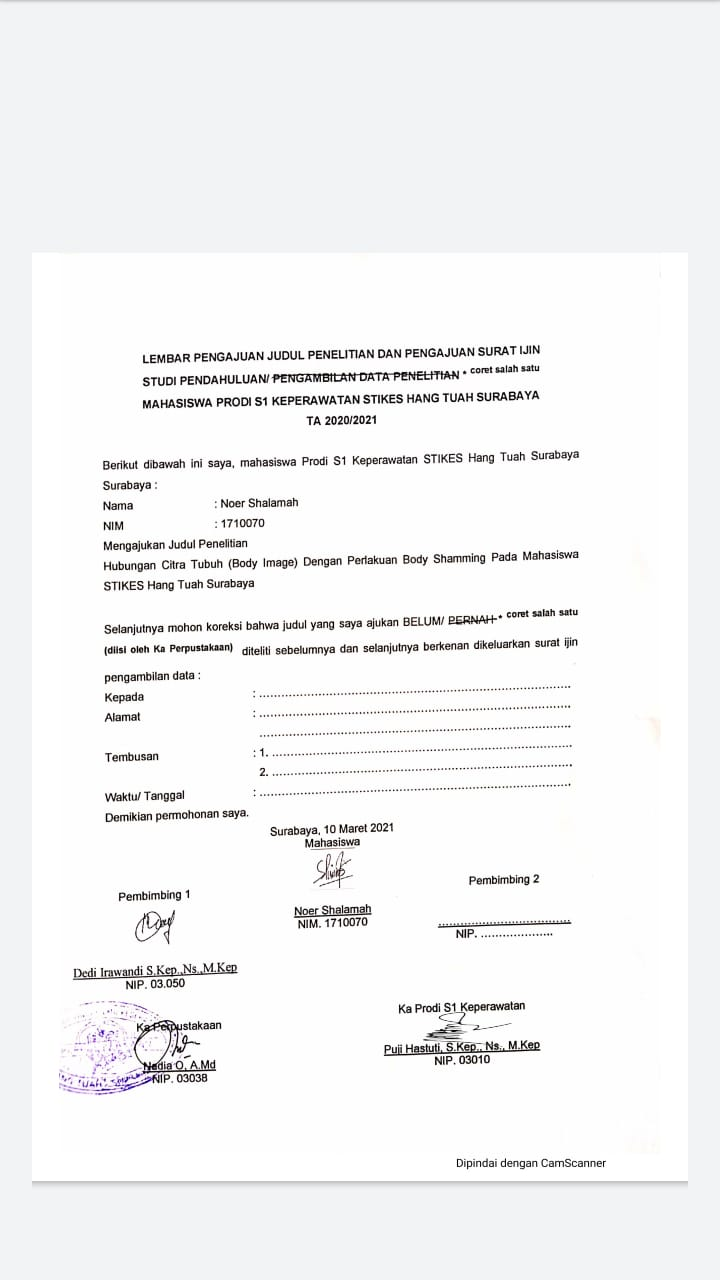 LEMBAR PENGAJUAN JUDUL PENELITIAN DAN PENGAJUAN SURAT IJIN
STUDI PENDAHULUAN/ PENGAMBILAN DATA PENELITIAN * coret salah satu
MAHASISWA PRODI S1 KEPERAWATAN STIKES HANG TUAH SURABAYA
TA 2020/2021
Berikut dibawah ini saya, mahasiswa Prodi S1 Keperawatan STIKES Hang Tuah Surabaya
Surabaya :
Nama : Noer Shalamah
NIM : 1710070
Mengajukan Judul Penelitian
Hubungan Citra Tubuh (Body Image) Dengan Perlakuan Body Shamming Pada Mahasiswa
STIKES Hang Tuah Surabaya
Selanjutnya mohon koreksi bahwa judul yang saya ajukan BELUM/ PERNAH * coret salah satu
(diisi oleh Ka Perpustakaan) diteliti sebelumnya dan selanjutnya berkenan dikeluarkan surat ijin
pengambilan data :
Kepada : ........................................
Alamat : ........................................
........................................
Tembusan : 1. ........................................
2. ........................................
Waktu/ Tanggal : ........................................
Demikian permohonan saya.
Surabaya, 10 Maret 2021
Mahasiswa
Pembimbing 1
Pembimbing 2
Noer Shalamah
NIM. 1710070
........................................
NIP. ....................
Dedi Irawandi S.Kep.,Ns.,M.Kep
NIP. 03.050
Ka Prodi S1 Keperawatan
Ka Perpustakaan
Puji Hastuti, S.Kep., Ns., M.Kep
NIP. 03010
Nadia O, A.Md
NIP. 03038
Dipindai dengan CamScanner